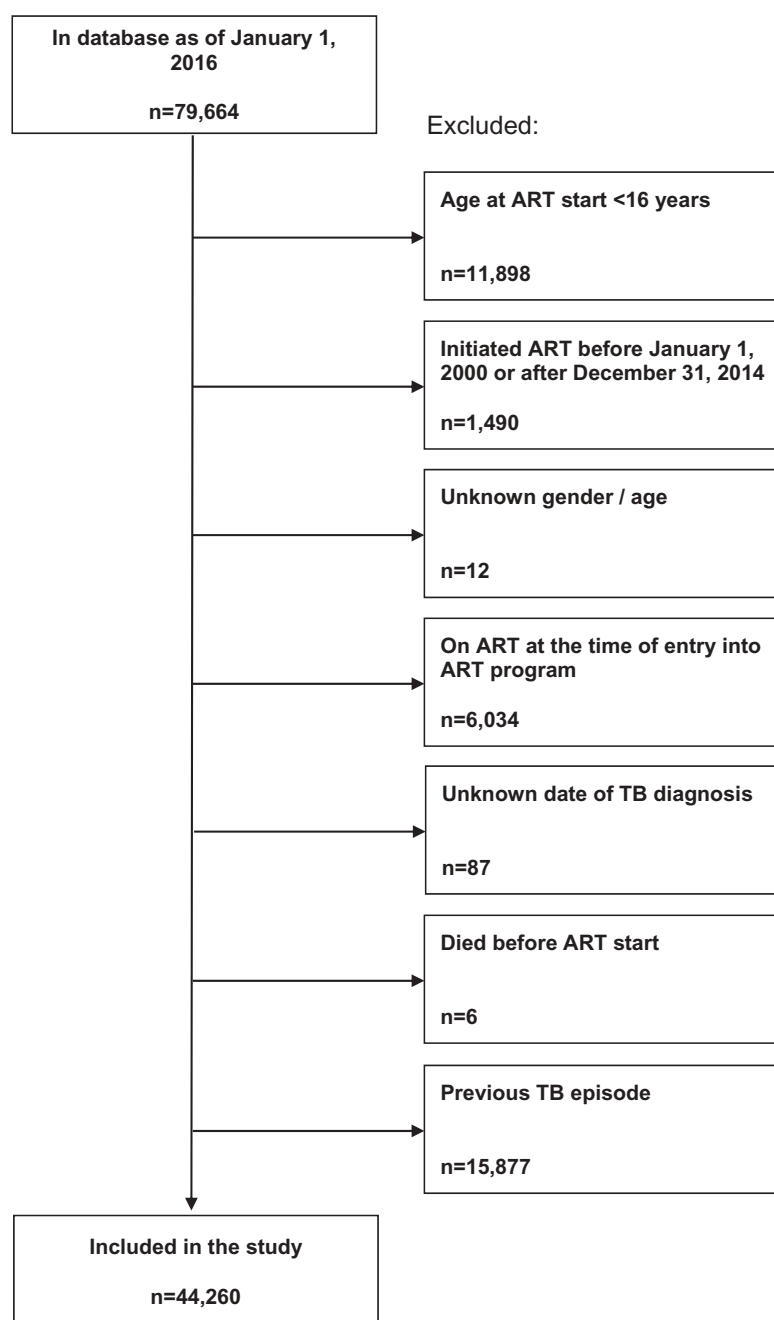 In database as of January 1,
2016
n=79,664
Excluded:
Age at ART start <16 years
n=11,898
Initiated ART before January 1,
2000 or after December 31, 2014
n=1,490
Unknown gender / age
n=12
On ART at the time of entry into
ART program
n=6,034
Unknown date of TB diagnosis
n=87
Died before ART start
n=6
Previous TB episode
n=15,877
Included in the study
n=44,260